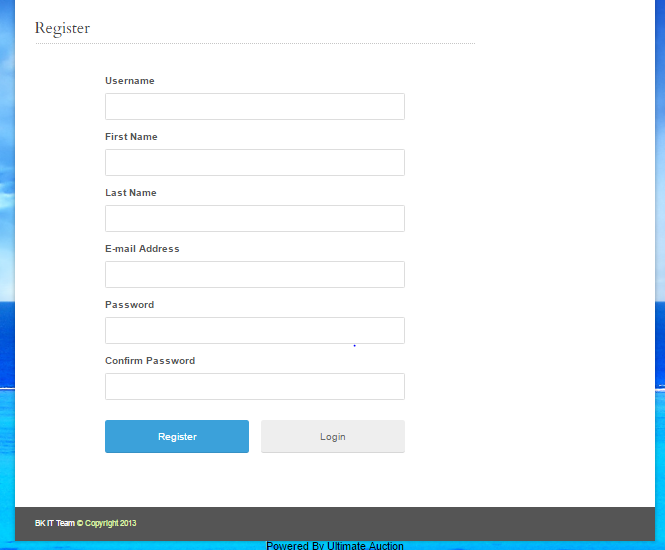 Register
Username
First Name
Last Name
E-mail Address
Password
Confirm Password
Register Login
BK IT Team © Copyright 2013
Powered By Ultimate Auction